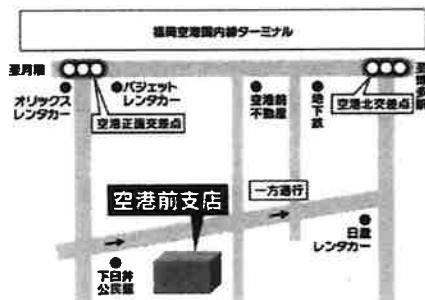 福岡空港国内線ターミナル
至月隈
至博多駅
オリックス
レンタカー
バジェット
レンタカー
空港正面交差点
空港前
不動産
地下鉄
空港北交差点
空港前支店
一方通行
日産
レンタカー
下臼井
公民館